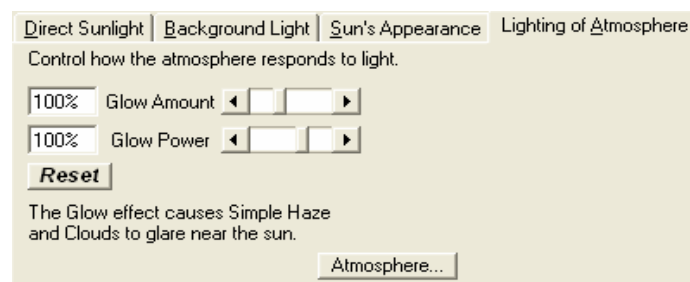 Direct Sunlight Background Light Sun's Appearance Lighting of Atmosphere
Control how the atmosphere responds to light.
100% Glow Amount
100% Glow Power
Reset
The Glow effect causes Simple Haze
and Clouds to glare near the sun.
Atmosphere...